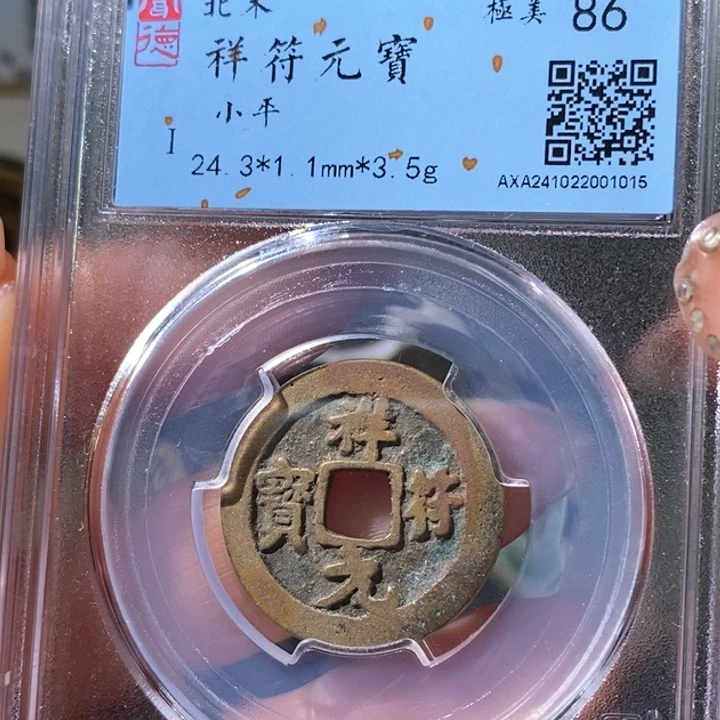 北宋
極美 86
祥符元寶
小平
I
24.3*1.1mm*3.5g
AXA241022001015
祥符元寶